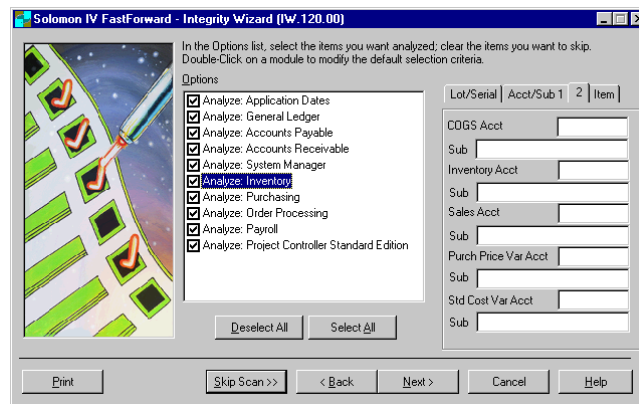 Solomon IV FastForward - Integrity Wizard (IW.120.00)
In the Options list, select the items you want analyzed; clear the items you want to skip.
Double-Click on a module to modify the default selection criteria.
Options
Analyze: Application Dates
Analyze: General Ledger
Analyze: Accounts Payable
Analyze: Accounts Receivable
Analyze: System Manager
Analyze: Inventory
Analyze: Purchasing
Analyze: Order Processing
Analyze: Payroll
Analyze: Project Controller Standard Edition
Deselect All Select All
Lot/Serial Acct/Sub 1 2 Item
COGS Acct
Sub
Inventory Acct
Sub
Sales Acct
Sub
Purch Price Var Acct
Sub
Std Cost Var Acct
Sub
Print Skip Scan >> < Back Next > Cancel Help